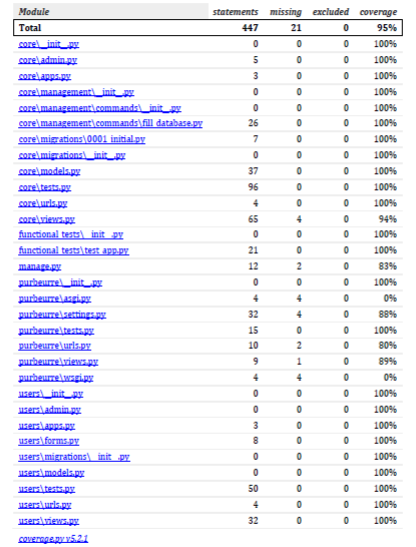 Module statements missing excluded coverage
Total 447 21 0 95%
core\__init__.py 0 0 0 100%
core\admin.py 5 0 0 100%
core\apps.py 3 0 0 100%
core\management\__init__.py 0 0 0 100%
core\management\commands\__init__.py 0 0 0 100%
core\management\commands\fill_database.py 26 0 0 100%
core\migrations\0001_initial.py 7 0 0 100%
core\migrations\__init__.py 0 0 0 100%
core\models.py 37 0 0 100%
core\tests.py 96 0 0 100%
core\urls.py 4 0 0 100%
core\views.py 65 4 0 94%
functional_tests\__init__.py 0 0 0 100%
functional_tests\test_app.py 21 0 0 100%
manage.py 12 2 0 83%
purbeurre\__init__.py 0 0 0 100%
purbeurre\asgi.py 4 4 0 0%
purbeurre\settings.py 32 4 0 88%
purbeurre\tests.py 15 0 0 100%
purbeurre\urls.py 10 2 0 80%
purbeurre\views.py 9 1 0 89%
purbeurre\wsgi.py 4 4 0 0%
users\__init__.py 0 0 0 100%
users\admin.py 0 0 0 100%
users\apps.py 3 0 0 100%
users\forms.py 8 0 0 100%
users\migrations\__init__.py 0 0 0 100%
users\models.py 0 0 0 100%
users\tests.py 50 0 0 100%
users\urls.py 4 0 0 100%
users\views.py 32 0 0 100%
coverage.py v5.2.1